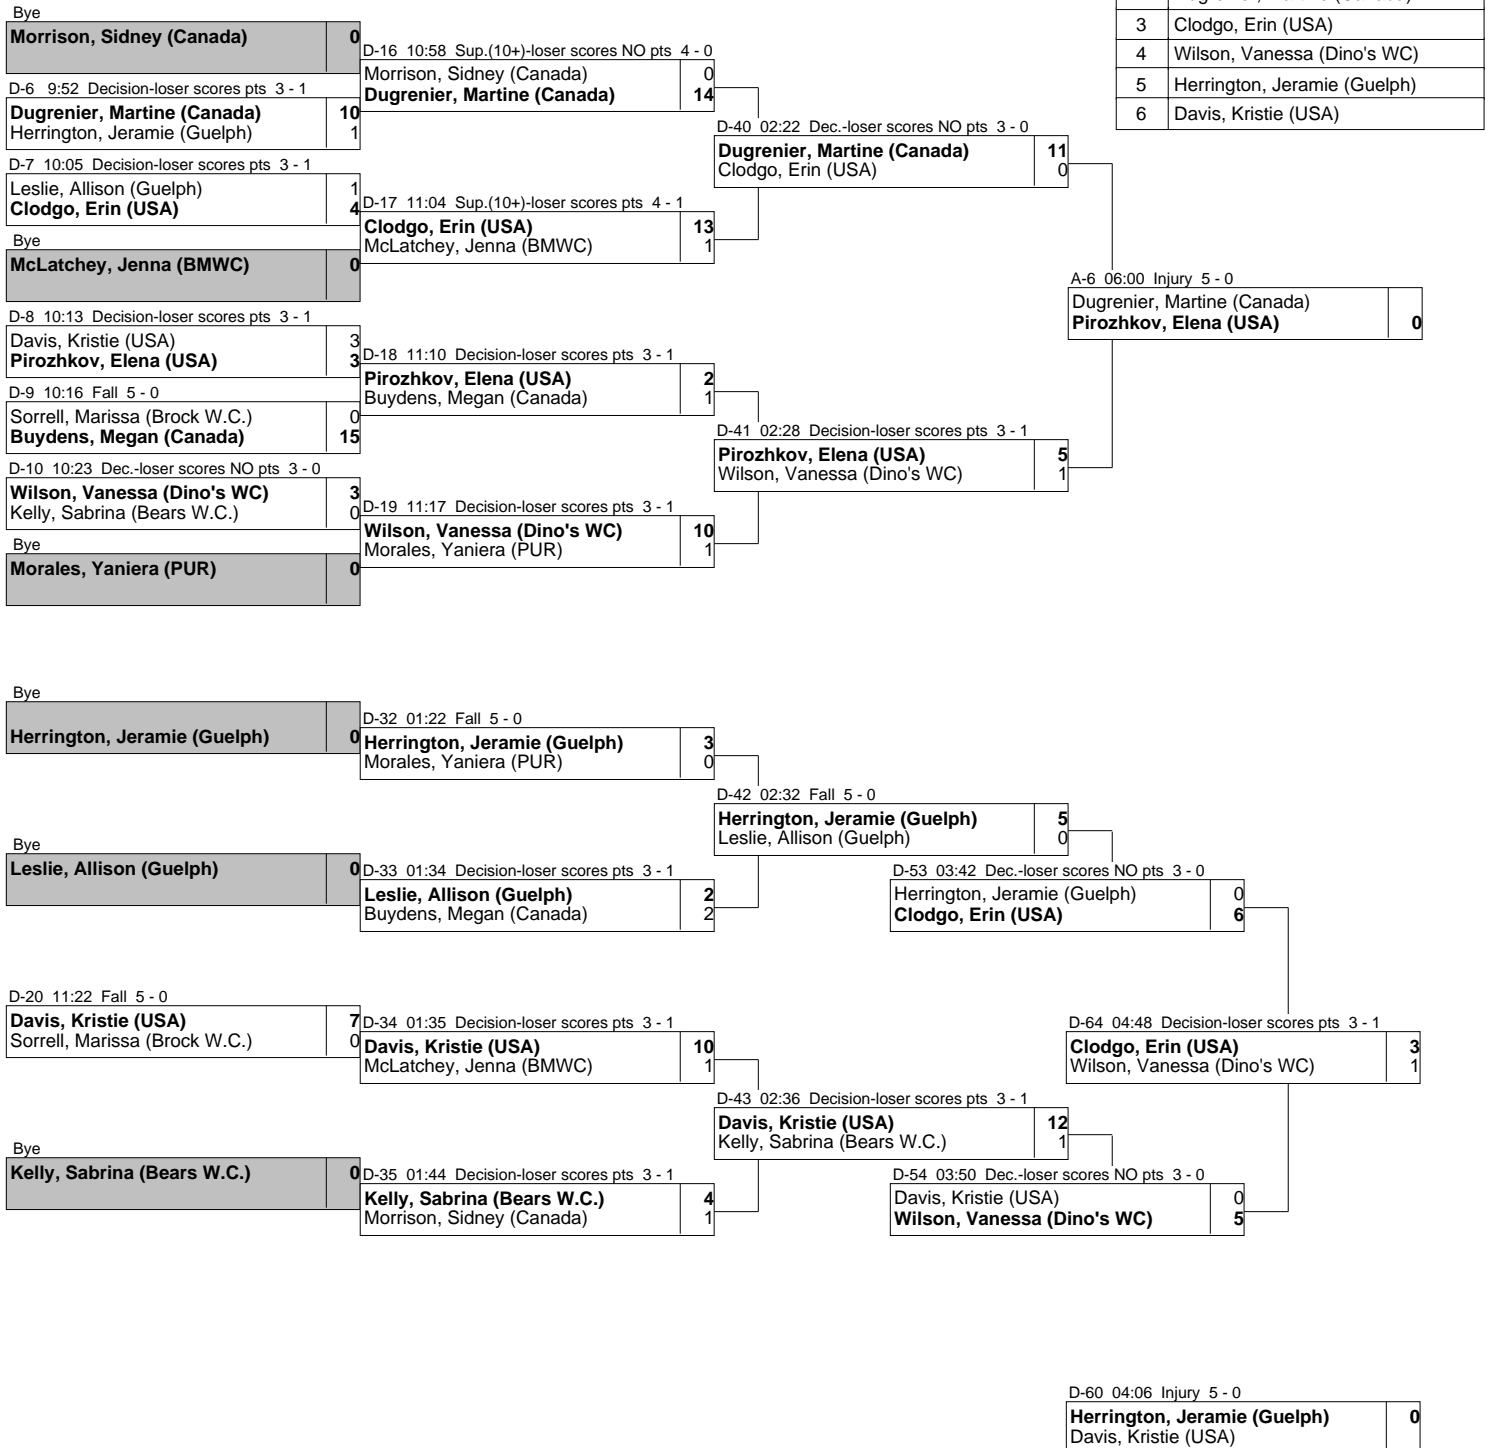 Bye
Morrison, Sidney (Canada) 0
D-6 9:52 Decision-loser scores pts 3 - 1
Dugrenier, Martine (Canada) 10
Herrington, Jeramie (Guelph) 1
D-7 10:05 Decision-loser scores pts 3 - 1
Leslie, Allison (Guelph) 1
Clodgo, Erin (USA) 4
Bye
McLatchey, Jenna (BMWC) 0
D-8 10:13 Decision-loser scores pts 3 - 1
Davis, Kristie (USA) 3
Pirozhkov, Elena (USA) 3
D-9 10:16 Fall 5 - 0
Sorrell, Marissa (Brock W.C.) 0
Buydens, Megan (Canada) 15
D-10 10:23 Dec.-loser scores NO pts 3 - 0
Wilson, Vanessa (Dino's WC) 3
Kelly, Sabrina (Bears W.C.) 0
Bye
Morales, Yaniera (PUR) 0
D-16 10:58 Sup.(10+)-loser scores NO pts 4 - 0
Morrison, Sidney (Canada) 0
Dugrenier, Martine (Canada) 14
D-17 11:04 Sup.(10+)-loser scores pts 4 - 1
Clodgo, Erin (USA) 13
McLatchey, Jenna (BMWC) 1
D-18 11:10 Decision-loser scores pts 3 - 1
Pirozhkov, Elena (USA) 2
Buydens, Megan (Canada) 1
D-19 11:17 Decision-loser scores pts 3 - 1
Wilson, Vanessa (Dino's WC) 10
Morales, Yaniera (PUR) 1
D-40 02:22 Dec.-loser scores NO pts 3 - 0
Dugrenier, Martine (Canada) 11
Clodgo, Erin (USA) 0
D-41 02:28 Decision-loser scores pts 3 - 1
Pirozhkov, Elena (USA) 5
Wilson, Vanessa (Dino's WC) 1
3 Clodgo, Erin (USA)
4 Wilson, Vanessa (Dino's WC)
5 Herrington, Jeramie (Guelph)
6 Davis, Kristie (USA)
A-6 06:00 Injury 5 - 0
Dugrenier, Martine (Canada)
Pirozhkov, Elena (USA) 0
Bye
Herrington, Jeramie (Guelph) 0
Bye
Leslie, Allison (Guelph) 0
D-20 11:22 Fall 5 - 0
Davis, Kristie (USA) 7
Sorrell, Marissa (Brock W.C.) 0
Bye
Kelly, Sabrina (Bears W.C.) 0
D-32 01:22 Fall 5 - 0
Herrington, Jeramie (Guelph) 3
Morales, Yaniera (PUR) 0
D-33 01:34 Decision-loser scores pts 3 - 1
Leslie, Allison (Guelph) 2
Buydens, Megan (Canada) 2
D-34 01:35 Decision-loser scores pts 3 - 1
Davis, Kristie (USA) 10
McLatchey, Jenna (BMWC) 1
D-35 01:44 Decision-loser scores pts 3 - 1
Kelly, Sabrina (Bears W.C.) 4
Morrison, Sidney (Canada) 1
D-42 02:32 Fall 5 - 0
Herrington, Jeramie (Guelph) 5
Leslie, Allison (Guelph) 0
D-43 02:36 Decision-loser scores pts 3 - 1
Davis, Kristie (USA) 12
Kelly, Sabrina (Bears W.C.) 1
D-53 03:42 Dec.-loser scores NO pts 3 - 0
Herrington, Jeramie (Guelph) 0
Clodgo, Erin (USA) 6
D-54 03:50 Dec.-loser scores NO pts 3 - 0
Davis, Kristie (USA) 0
Wilson, Vanessa (Dino's WC) 5
D-64 04:48 Decision-loser scores pts 3 - 1
Clodgo, Erin (USA) 3
Wilson, Vanessa (Dino's WC) 1
D-60 04:06 Injury 5 - 0
Herrington, Jeramie (Guelph) 0
Davis, Kristie (USA)